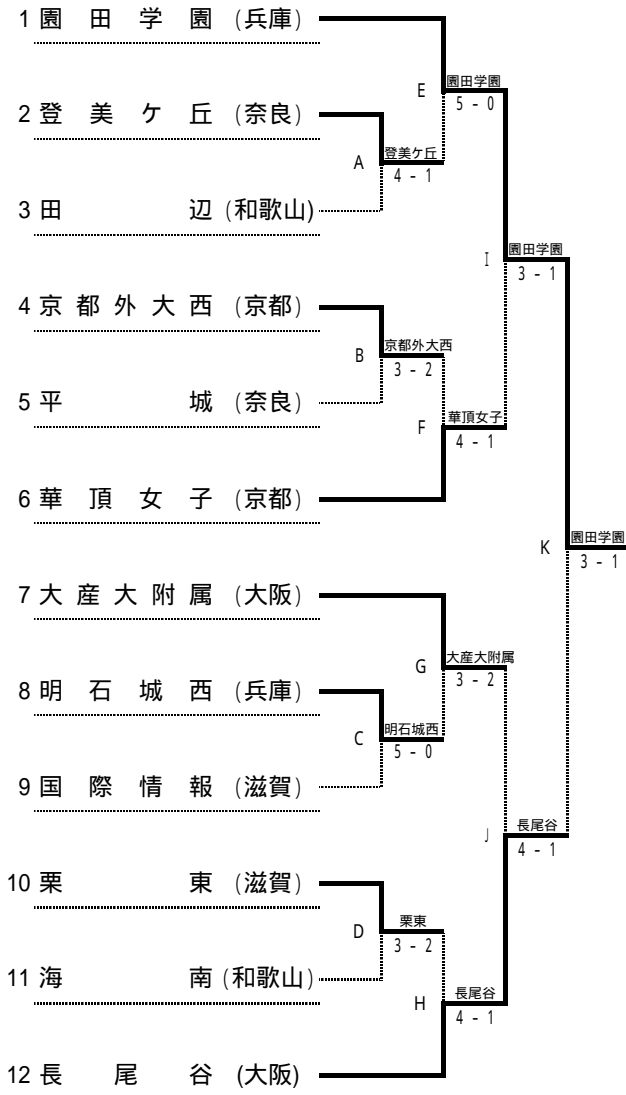 1 園田学園 (兵庫)
E 園田学園
5 - 0
2 登美ケ丘 (奈良)
A 登美ケ丘
4 - 1
3 田辺 (和歌山)
I 園田学園
3 - 1
4 京都外大西 (京都)
B 京都外大西
3 - 2
5 平城 (奈良)
F 華頂女子
4 - 1
6 華頂女子 (京都)
K 園田学園
3 - 1
7 大産大附属 (大阪)
G 大産大附属
3 - 2
8 明石城西 (兵庫)
C 明石城西
5 - 0
9 国際情報 (滋賀)
J 長尾谷
4 - 1
10 栗東 (滋賀)
D 栗東
3 - 2
11 海南 (和歌山)
H 長尾谷
4 - 1
12 長尾谷 (大阪)